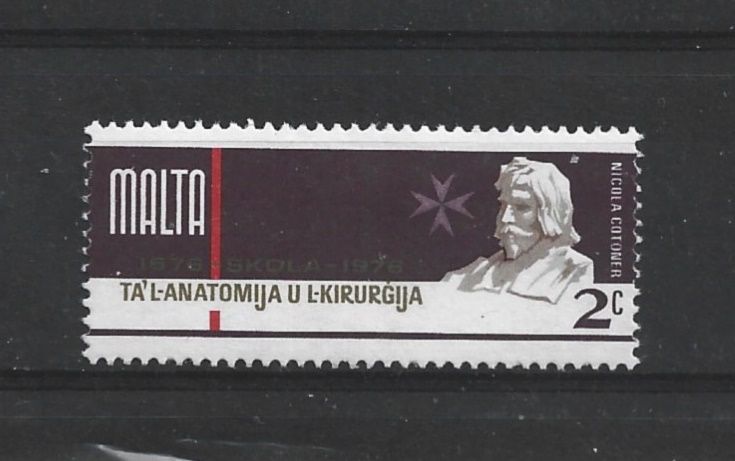 MALTA
1676 - SKOLA - 1976
TA' L-ANATOMIJA U L-KIRURĠIJA
NICOLA COTONER
2c